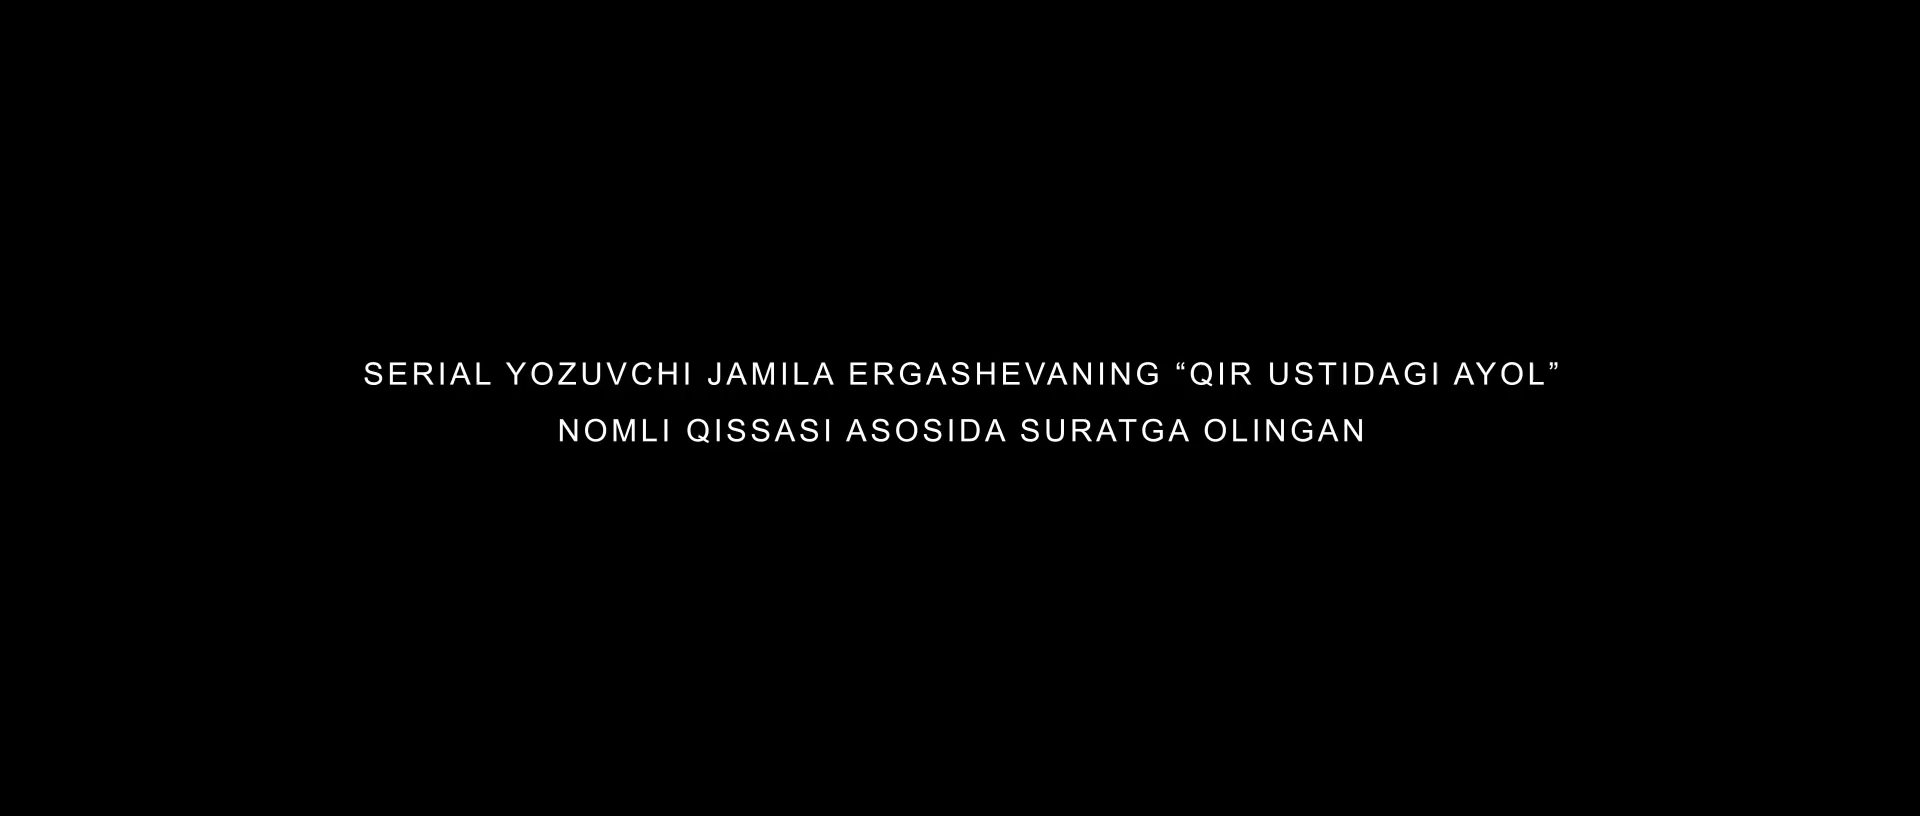 SERIAL YOZUVCHI JAMILA ERGASHEVANING “QIR USTIDAGI AYOL”
NOMLI QISSASI ASOSIDA SURATGA OLINGAN